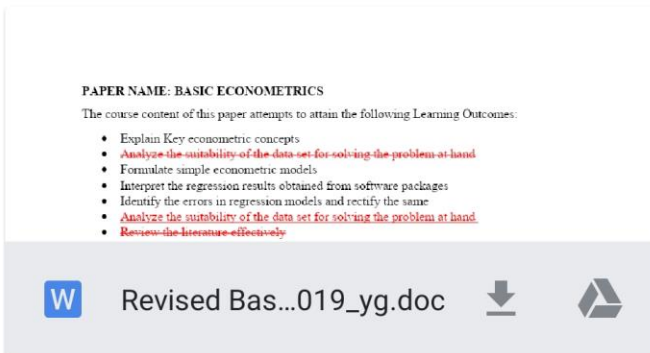 PAPER NAME: BASIC ECONOMETRICS
The course content of this paper attempts to attain the following Learning Outcomes:
• Explain Key econometric concepts
• Analyze the suitability of the data set for solving the problem at hand
• Formulate simple econometric models
• Interpret the regression results obtained from software packages
• Identify the errors in regression models and rectify the same
• Analyze the suitability of the data set for solving the problem at hand
• Review the literature effectively
W Revised Bas...019_yg.doc